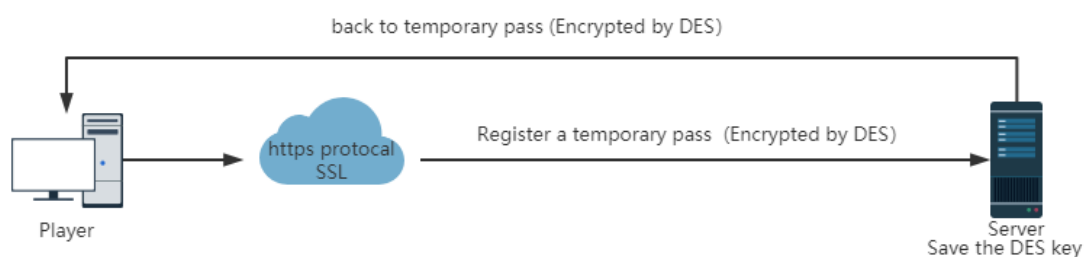 back to temporary pass (Encrypted by DES)
https protocal
SSL
Register a temporary pass (Encrypted by DES)
Player
Server
Save the DES key